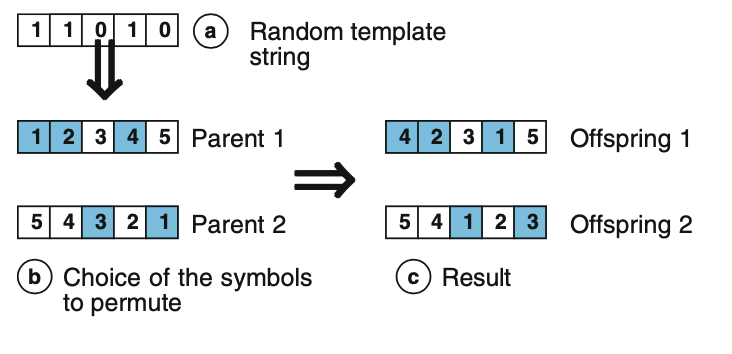 1 1 0 1 0 a Random template
string
1 2 3 4 5 Parent 1
4 2 3 1 5 Offspring 1
5 4 3 2 1 Parent 2
5 4 1 2 3 Offspring 2
b Choice of the symbols
to permute
c Result